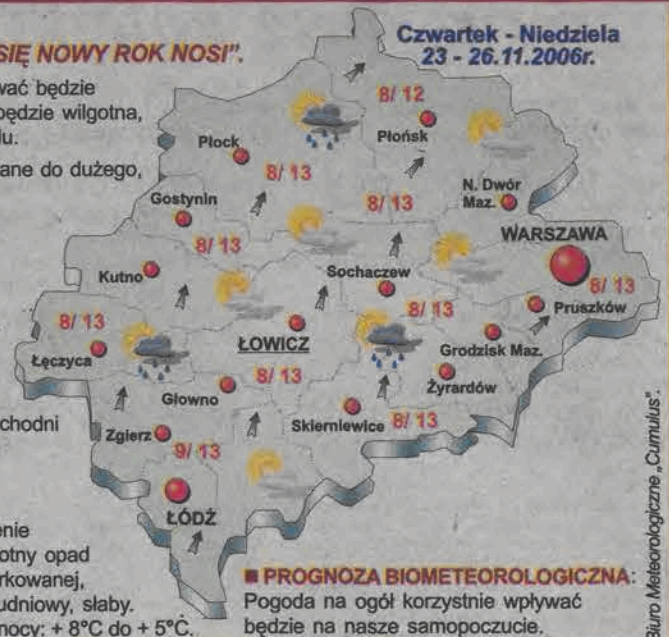 SIĘ NOWY ROK NOSI".
wać będzie
będzie wilgotna,
du.
ane do dużego,
chodni
enie
otny opad
rkowanej,
udniowy, słaby.
nocy: + 8°C do + 5°C.
Czwartek - Niedziela
23 - 26.11.2006r.
8/ 12
Płońsk
Płock
8/ 13
N. Dwór
Maz.
Gostynin
8/ 13
8/ 13
WARSZAWA
Kutno
Sochaczew
8/ 13
Pruszków
8/ 13
8/ 13
Łęczyca
ŁOWICZ
Grodzisk Maz.
8/ 13
Żyrardów
Głowno
Skierniewice
8/ 13
Zgierz
9/ 13
ŁÓDŹ
■ PROGNOZA BIOMETEOROLOGICZNA:
Pogoda na ogół korzystnie wpływać
będzie na nasze samopoczucie.
Biuro Meteorologiczne „Cumulus".